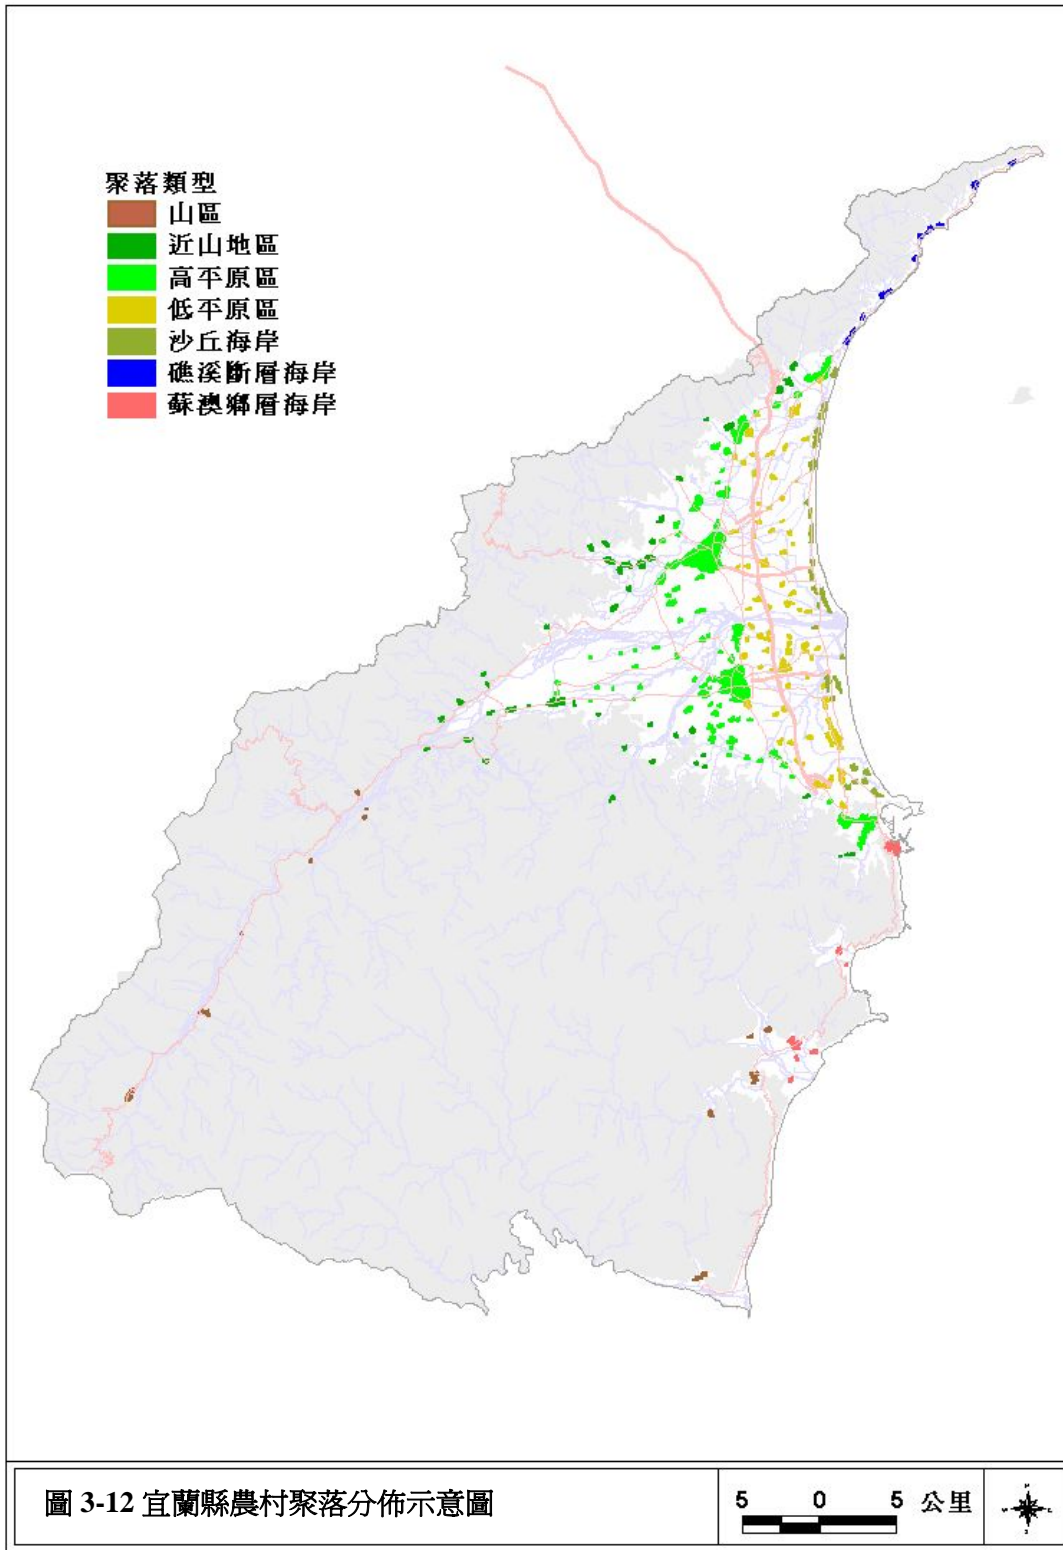 聚落類型
山區
近山地區
高平原區
低平原區
沙丘海岸
礁溪斷層海岸
蘇澳鄉層海岸
圖 3-12 宜蘭縣農村聚落分佈示意圖
5 0 5 公里